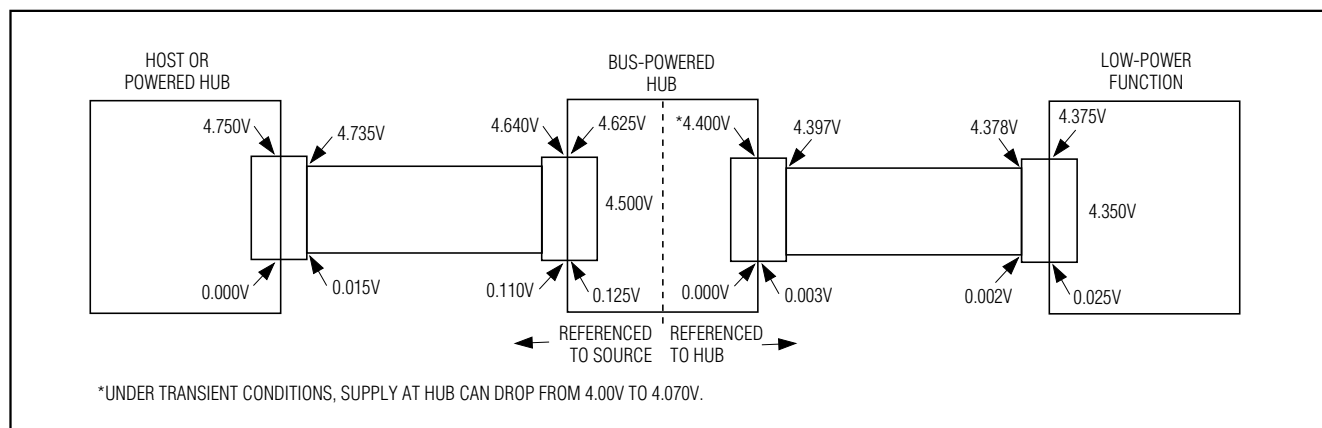 HOST OR
POWERED HUB
BUS-POWERED
HUB
LOW-POWER
FUNCTION
4.750V
4.735V
4.640V
4.625V
*4.400V
4.397V
4.378V
4.375V
4.500V
4.350V
0.000V
0.015V
0.110V
0.125V
0.000V
0.003V
0.002V
0.025V
REFERENCED
TO SOURCE
REFERENCED
TO HUB
*UNDER TRANSIENT CONDITIONS, SUPPLY AT HUB CAN DROP FROM 4.00V TO 4.070V.